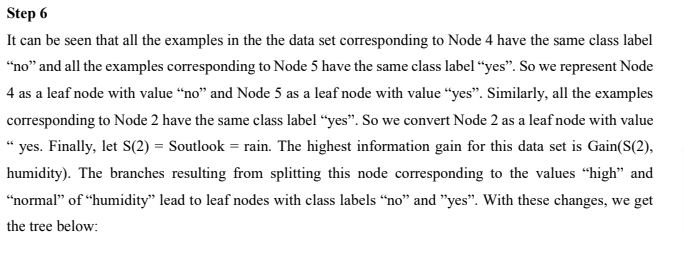 Step 6
It can be seen that all the examples in the the data set corresponding to Node 4 have the same class label
“no” and all the examples corresponding to Node 5 have the same class label “yes”. So we represent Node
4 as a leaf node with value “no” and Node 5 as a leaf node with value “yes”. Similarly, all the examples
corresponding to Node 2 have the same class label “yes”. So we convert Node 2 as a leaf node with value
“ yes. Finally, let S(2) = Soutlook = rain. The highest information gain for this data set is Gain(S(2),
humidity). The branches resulting from splitting this node corresponding to the values “high” and
“normal” of “humidity” lead to leaf nodes with class labels “no” and ”yes”. With these changes, we get
the tree below: